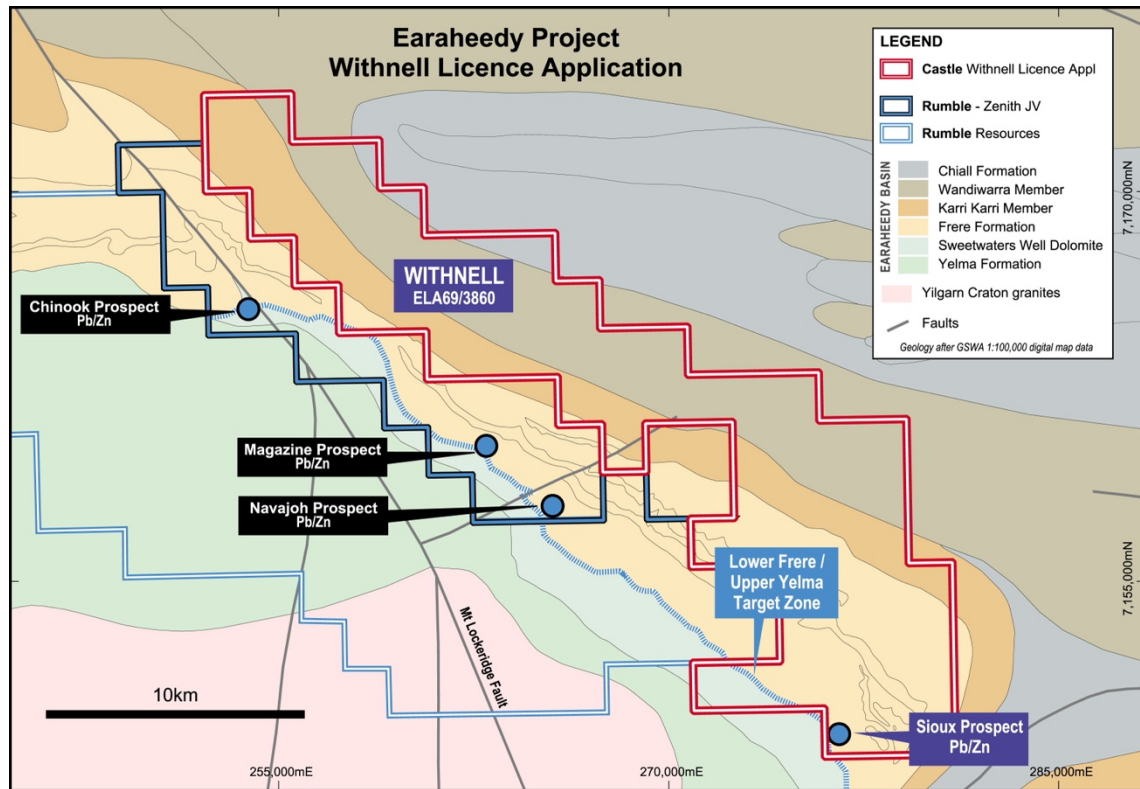 Earaheedy Project
Withnell Licence Application
LEGEND
Castle Withnell Licence Appl
Rumble - Zenith JV
Rumble Resources
EARAHEEDY BASIN
Chiall Formation
Wandiwarra Member
Karri Karri Member
Frere Formation
Sweetwaters Well Dolomite
Yelma Formation
Yilgarn Craton granites
Faults
Geology after GSWA 1:100,000 digital map data
7,170,000mN
WITHNELL
ELA69/3860
Chinook Prospect
Pb/Zn
Magazine Prospect
Pb/Zn
Navajoh Prospect
Pb/Zn
Lower Frere /
Upper Yelma
Target Zone
7,155,000mN
Mt Lockeridge Fault
10km
Sioux Prospect
Pb/Zn
255,000mE
270,000mE
285,000mE